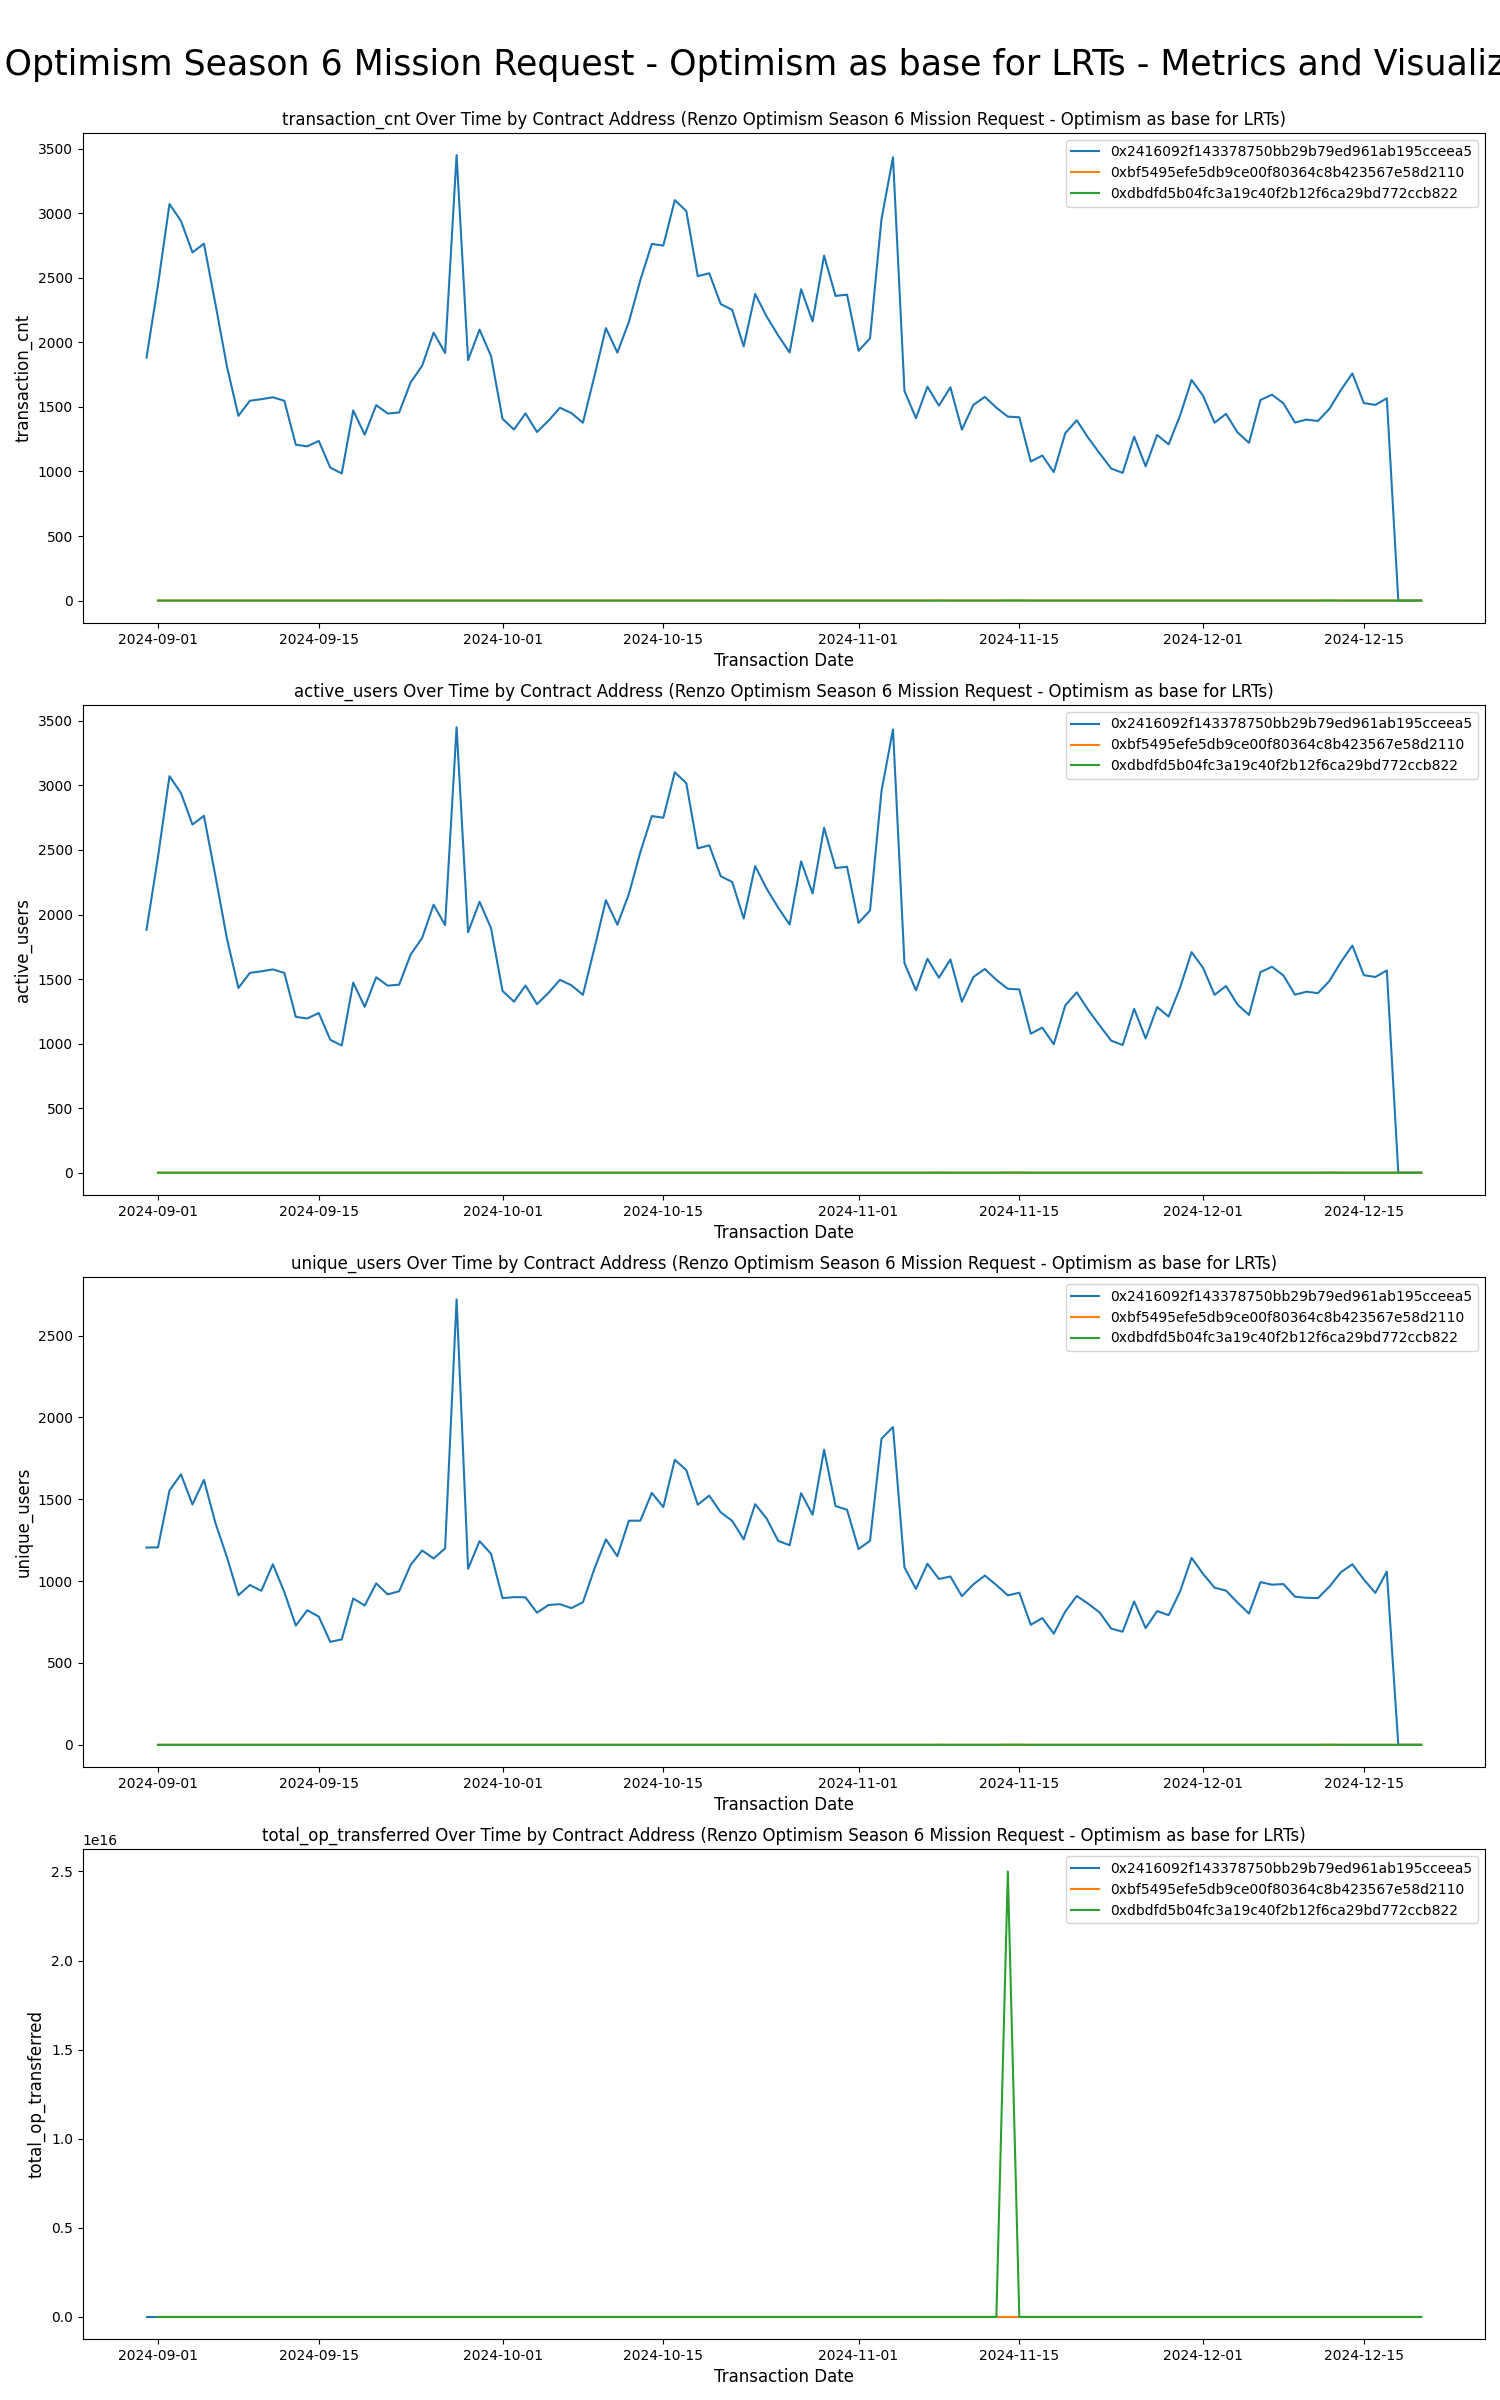 Optimism Season 6 Mission Request - Optimism as base for LRTs - Metrics and Visualiz
transaction_cnt Over Time by Contract Address (Renzo Optimism Season 6 Mission Request - Optimism as base for LRTs)
0x2416092f143378750bb29b79ed961ab195cceea5
0xbf5495efe5db9ce00f80364c8b423567e58d2110
0xdbdfd5b04fc3a19c40f2b12f6ca29bd772ccb822
transaction_cnt
3500
3000
2500
2000
1500
1000
500
0
2024-09-01 2024-09-15 2024-10-01 2024-10-15 2024-11-01 2024-11-15 2024-12-01 2024-12-15
Transaction Date
active_users Over Time by Contract Address (Renzo Optimism Season 6 Mission Request - Optimism as base for LRTs)
0x2416092f143378750bb29b79ed961ab195cceea5
0xbf5495efe5db9ce00f80364c8b423567e58d2110
0xdbdfd5b04fc3a19c40f2b12f6ca29bd772ccb822
active_users
3500
3000
2500
2000
1500
1000
500
0
2024-09-01 2024-09-15 2024-10-01 2024-10-15 2024-11-01 2024-11-15 2024-12-01 2024-12-15
Transaction Date
unique_users Over Time by Contract Address (Renzo Optimism Season 6 Mission Request - Optimism as base for LRTs)
0x2416092f143378750bb29b79ed961ab195cceea5
0xbf5495efe5db9ce00f80364c8b423567e58d2110
0xdbdfd5b04fc3a19c40f2b12f6ca29bd772ccb822
unique_users
2500
2000
1500
1000
500
0
2024-09-01 2024-09-15 2024-10-01 2024-10-15 2024-11-01 2024-11-15 2024-12-01 2024-12-15
Transaction Date
total_op_transferred Over Time by Contract Address (Renzo Optimism Season 6 Mission Request - Optimism as base for LRTs)
1e16
0x2416092f143378750bb29b79ed961ab195cceea5
0xbf5495efe5db9ce00f80364c8b423567e58d2110
0xdbdfd5b04fc3a19c40f2b12f6ca29bd772ccb822
total_op_transferred
2.5
2.0
1.5
1.0
0.5
0.0
2024-09-01 2024-09-15 2024-10-01 2024-10-15 2024-11-01 2024-11-15 2024-12-01 2024-12-15
Transaction Date